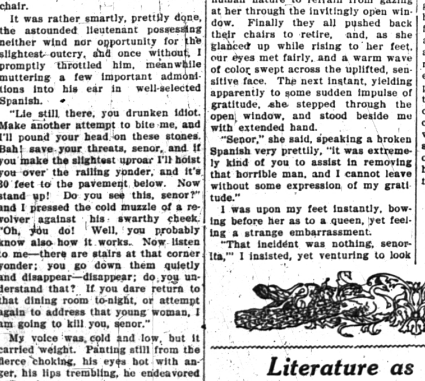 chair.
It was rather smartly, prettily done,
the astounded lieutenant possessing
neither wind nor opportunity for the
slightest outcry, and once without, I
promptly throttled him, meanwhile
muttering a few important admoni-
tions into his ear in well-selected
Spanish.
"Lie still there, you drunken idiot.
Make another attempt to bite me, and
I'll pound your head on these stones.
Bah! save your threats, senor, and if
you make the slightest uproar I'll hoist
you over the railing yonder, and it's
30 feet to the pavement below. Now
stand up! Do you see this, senor?"
and I pressed the cold muzzle of a re-
volver against his swarthy cheek.
"Oh, you do! Well, you probably
know also how it works. Now listen
to me—there are stairs at that corner
yonder; you go down them quietly
and disappear—disappear; do you un-
derstand that? If you dare return to
that dining room to-night, or attempt
again to address that young woman, I
am going to kill you, senor."
My voice was cold and low, but it
carried weight. Panting still from the
fierce choking, his eyes hot with an-
ger, his lips trembling, he endeavored
human nature to refrain from gazing
at her through the invitingly open win-
dow. Finally they all pushed back
their chairs to retire, and, as she
glanced up while rising to her feet,
our eyes met fairly, and a warm wave
of color swept across the uplifted, sen-
sitive face. The next instant, yielding
apparently to some sudden impulse of
gratitude, she stepped through the
open window, and stood beside me
with extended hand.
"Senor," she said, speaking a broken
Spanish very prettily, "it was extreme-
ly kind of you to assist in removing
that horrible man, and I cannot leave
without some expression of my grati-
tude."
I was upon my feet instantly, bow-
ing before her as to a queen, yet feel-
ing a strange embarrassment.
"That incident was nothing, senor-
ita,'" I insisted, yet venturing to look
Literature as